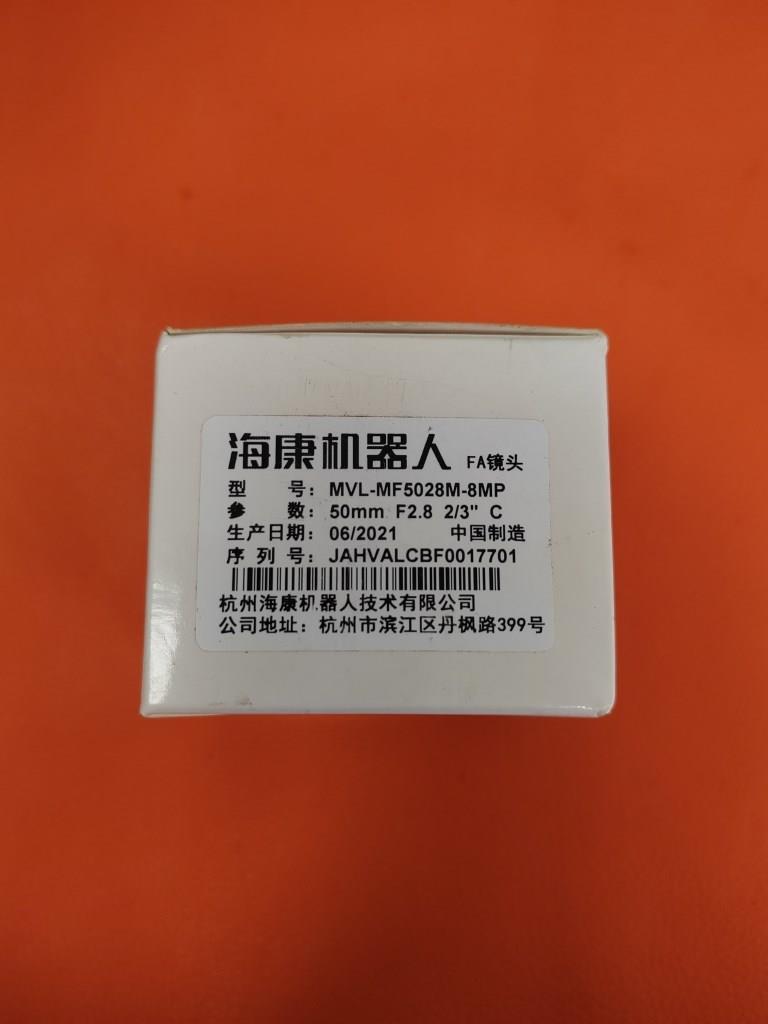 海康机器人 FA镜头
型 号：MVL-MF5028M-8MP
参 数：50mm F2.8 2/3" C
生产日期：06/2021 中国制造
序 列 号：JAHVALCBF0017701
杭州海康机器人技术有限公司
公司地址：杭州市滨江区丹枫路399号